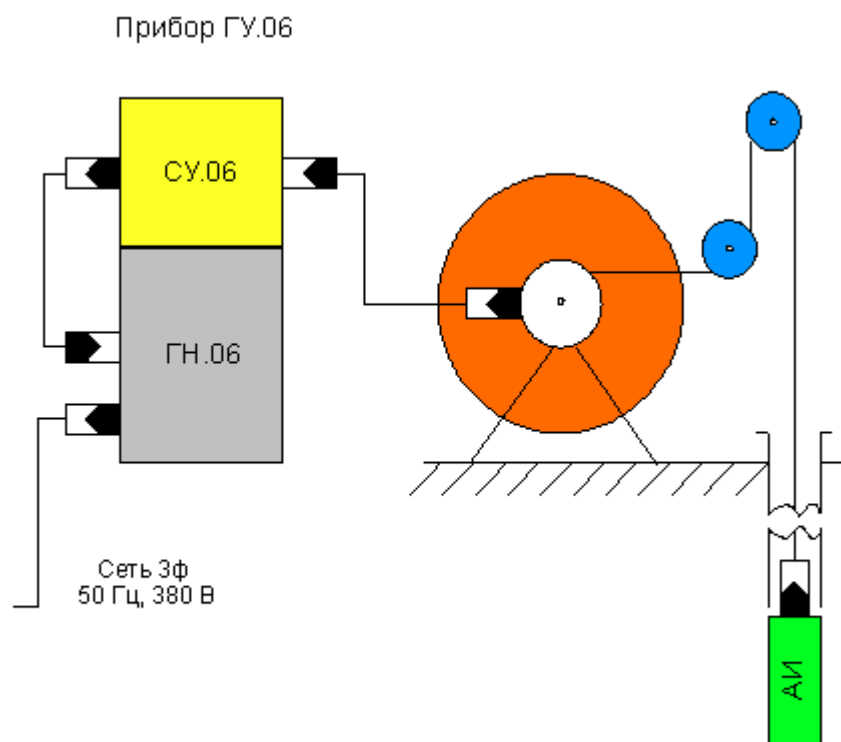 Прибор ГУ.06
СУ.06
ГН.06
Сеть 3ф
50 Гц, 380 В
АИ